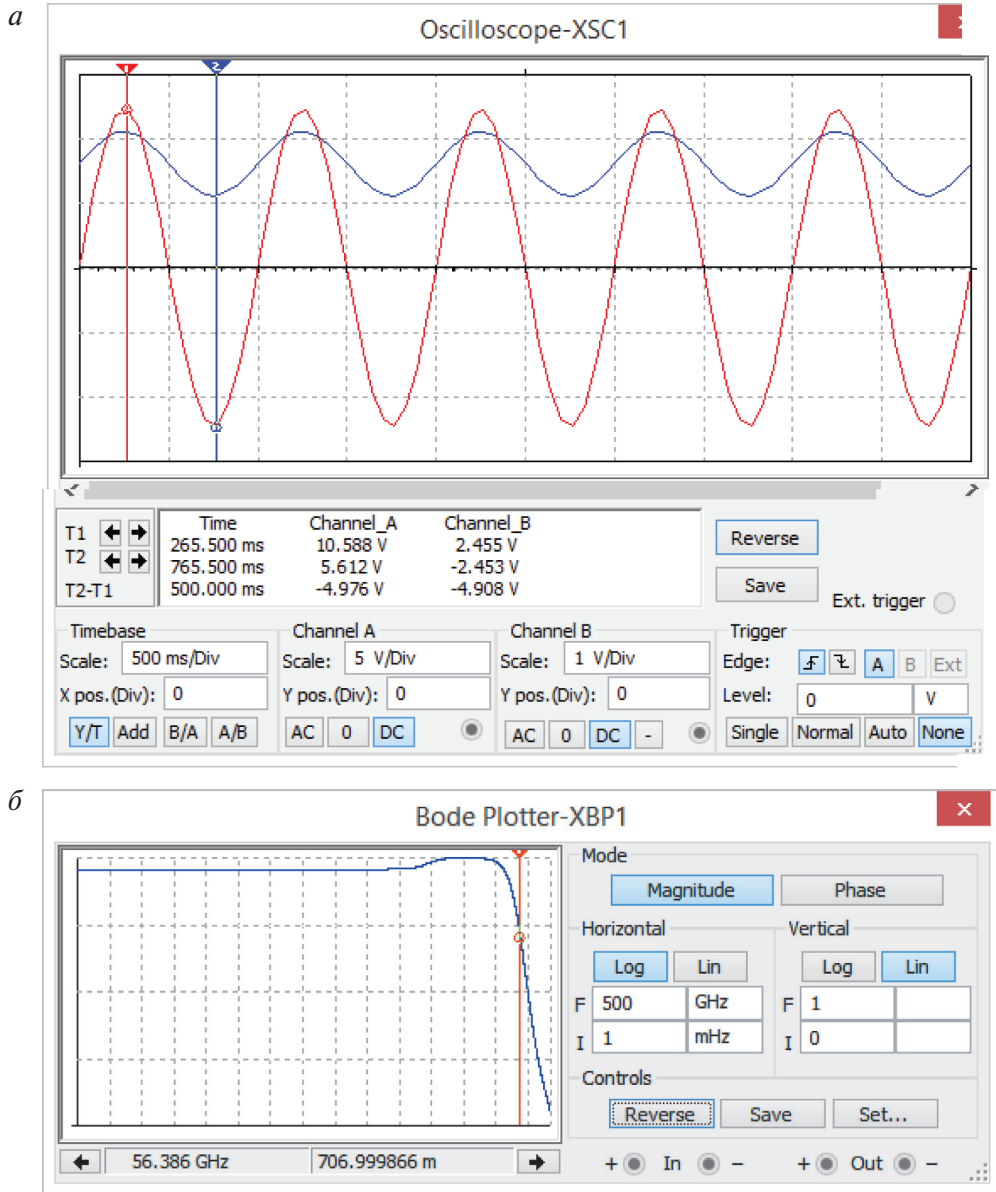 а
Oscilloscope-XSC1
1 2
Time Channel_A Channel_B
T1 265.500 ms 10.588 V 2.455 V
T2 765.500 ms 5.612 V -2.453 V
T2-T1 500.000 ms -4.976 V -4.908 V
Reverse
Save
Ext. trigger
Timebase Channel A Channel B Trigger
Scale: 500 ms/Div Scale: 5 V/Div Scale: 1 V/Div Edge: A B Ext
X pos.(Div): 0 Y pos.(Div): 0 Y pos.(Div): 0 Level: 0 V
Y/T Add B/A A/B AC 0 DC AC 0 DC - Single Normal Auto None
б
Bode Plotter-XBP1
Mode
Magnitude Phase
Horizontal Vertical
Log Lin Log Lin
F 500 GHz F 1
I 1 mHz I 0
Controls
Reverse Save Set...
56.386 GHz 706.999866 m + In - + Out -